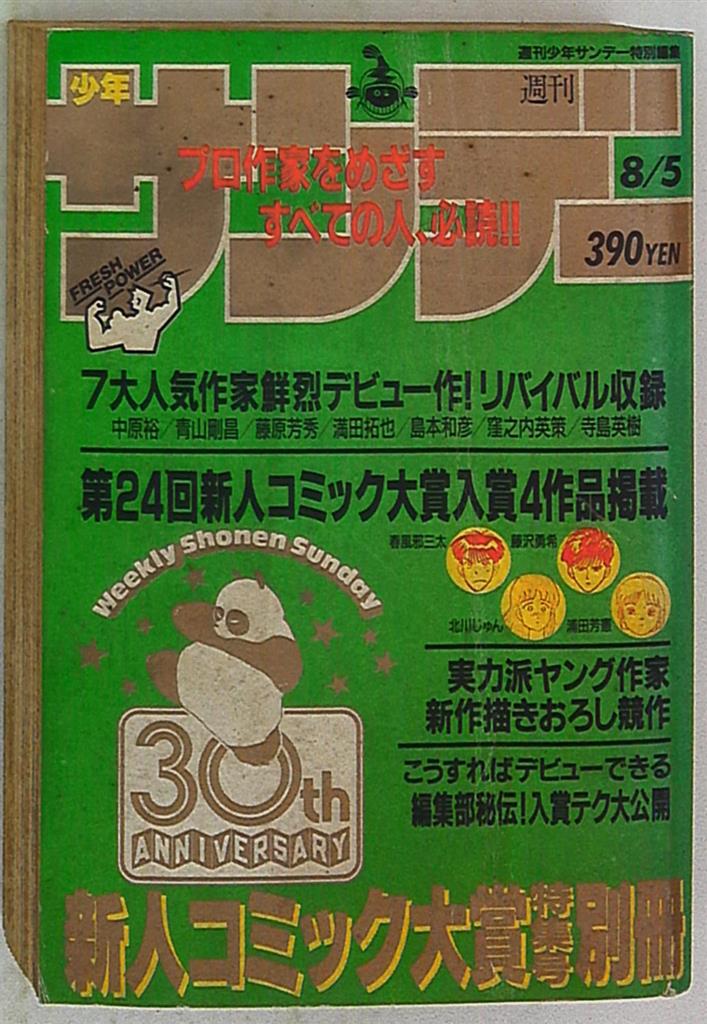 週刊少年サンデー特別編集
少年
週刊
サンデー
プロ作家をめざす
すべての人、必読!!
8/5
390YEN
FRESH
POWER
7大人気作家鮮烈デビュー作!リバイバル収録
中原裕/青山剛昌/藤原芳秀/満田拓也/島本和彦/窪之内英策/寺島英樹
第24回新人コミック大賞入賞4作品掲載
春風邪三太
藤沢勇希
北川じゅん
浦田芳憲
Weekly Shonen Sunday
30th
ANNIVERSARY
実力派ヤング作家
新作描きおろし競作
こうすればデビューできる
編集部秘伝!入賞テク大公開
新人コミック大賞特集号別冊